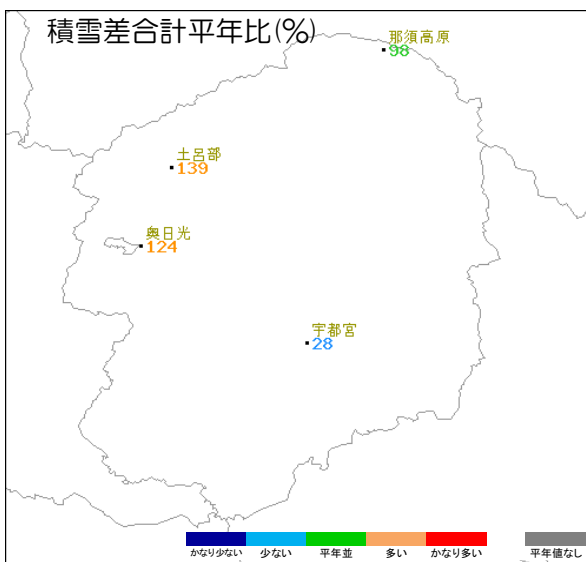 積雪差合計平年比(%)
那須高原
98
土呂部
139
奥日光
124
宇都宮
28
かなり少ない 少ない 平年並 多い かなり多い 平年値なし